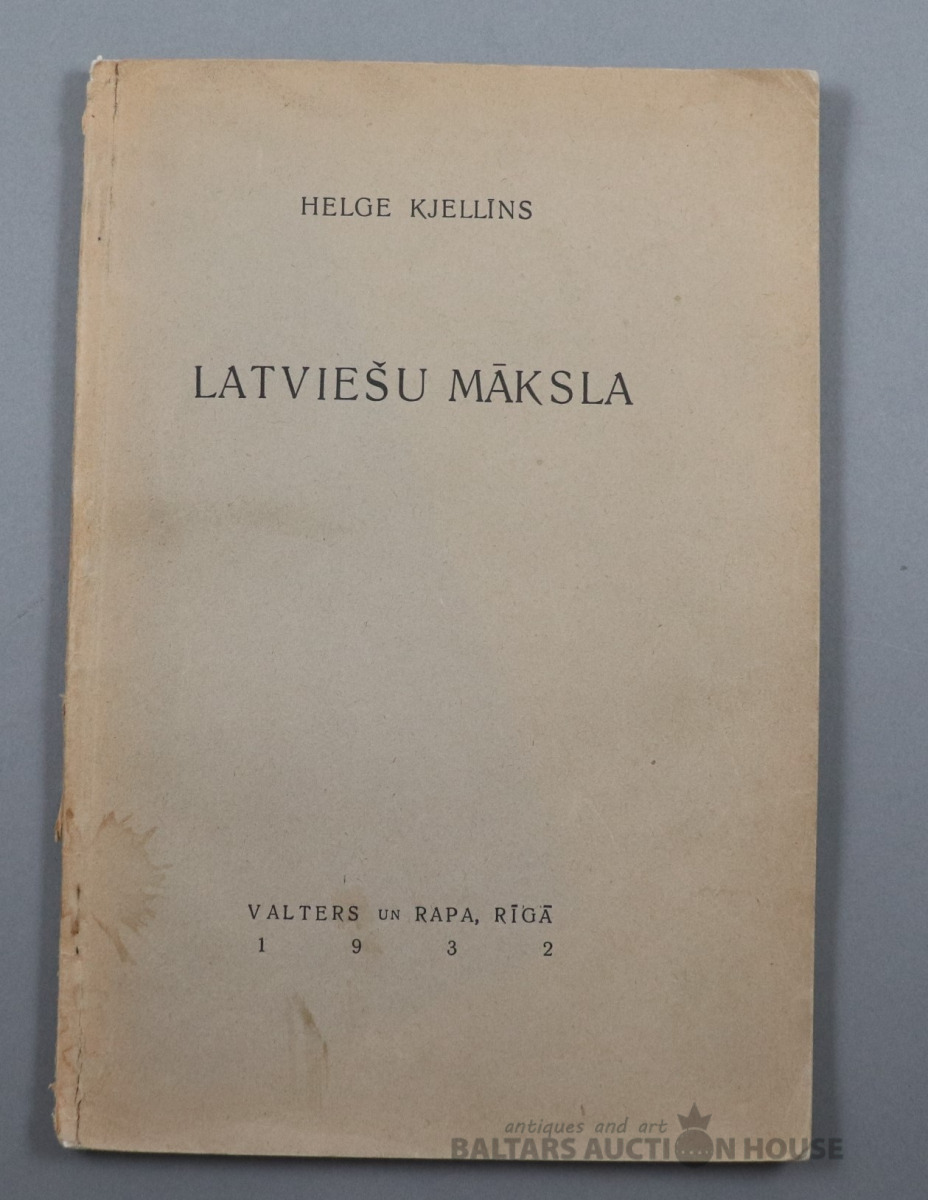 HELGE KJELLĪNS
LATVIEŠU MĀKSLA
VALTERS UN RAPA, RĪGĀ
1 9 3 2
antiques and art
BALTARS AUCTION HOUSE